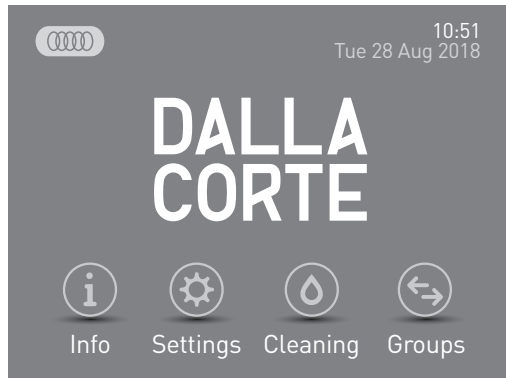 10:51
Tue 28 Aug 2018
DALLA
CORTE
Info Settings Cleaning Groups